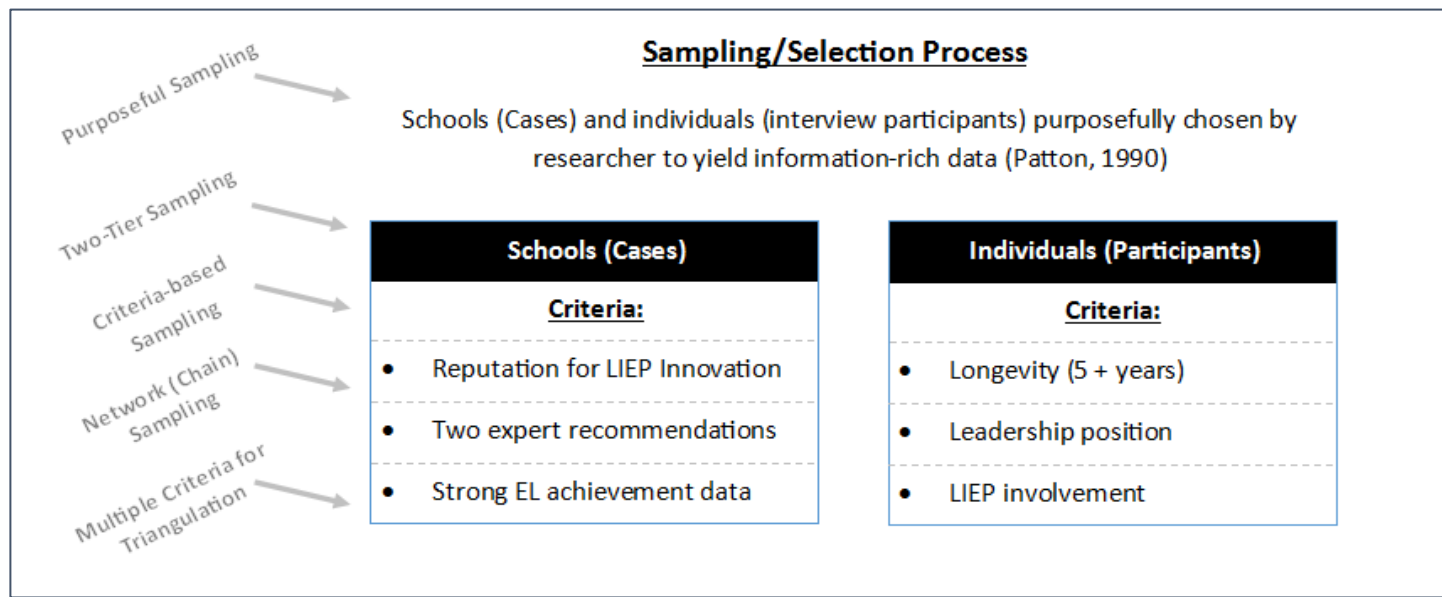 Sampling/Selection Process
Purposeful Sampling
Schools (Cases) and individuals (interview participants) purposefully chosen by
researcher to yield information-rich data (Patton, 1990)
Two-Tier Sampling
Criteria-based
Sampling
Network (Chain)
Sampling
Multiple Criteria for
Triangulation
Schools (Cases)
Criteria:
• Reputation for LIEP Innovation
• Two expert recommendations
• Strong EL achievement data
Individuals (Participants)
Criteria:
• Longevity (5 + years)
• Leadership position
• LIEP involvement